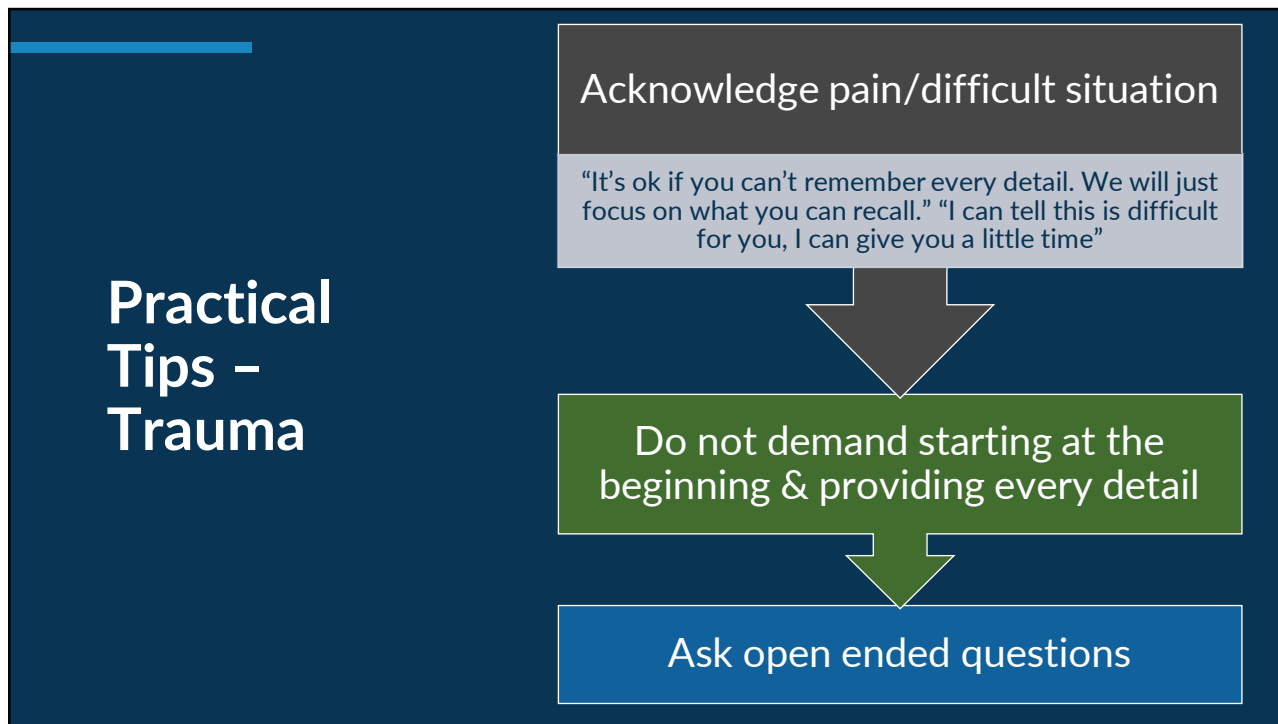 Practical
Tips –
Trauma
Acknowledge pain/difficult situation
“It’s ok if you can’t remember every detail. We will just
focus on what you can recall.” “I can tell this is difficult
for you, I can give you a little time”
Do not demand starting at the
beginning & providing every detail
Ask open ended questions